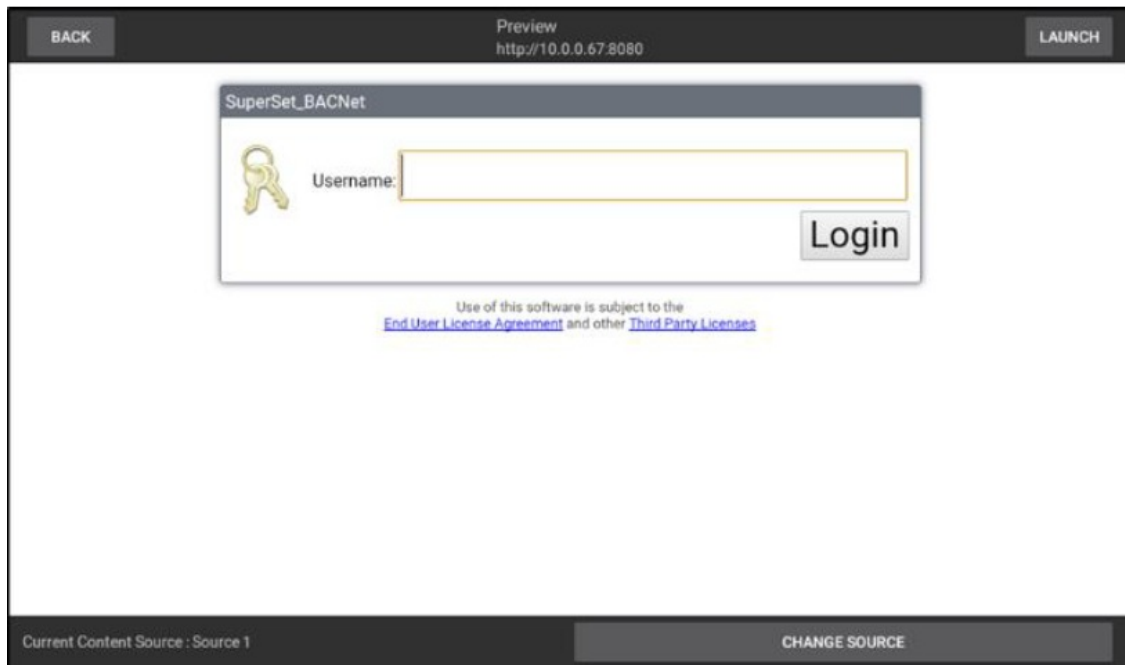 BACK
Preview
http://10.0.0.67:8080
LAUNCH
SuperSet_BACNet
Username:
Login
Use of this software is subject to the
End User License Agreement and other Third Party Licenses
Current Content Source : Source 1
CHANGE SOURCE